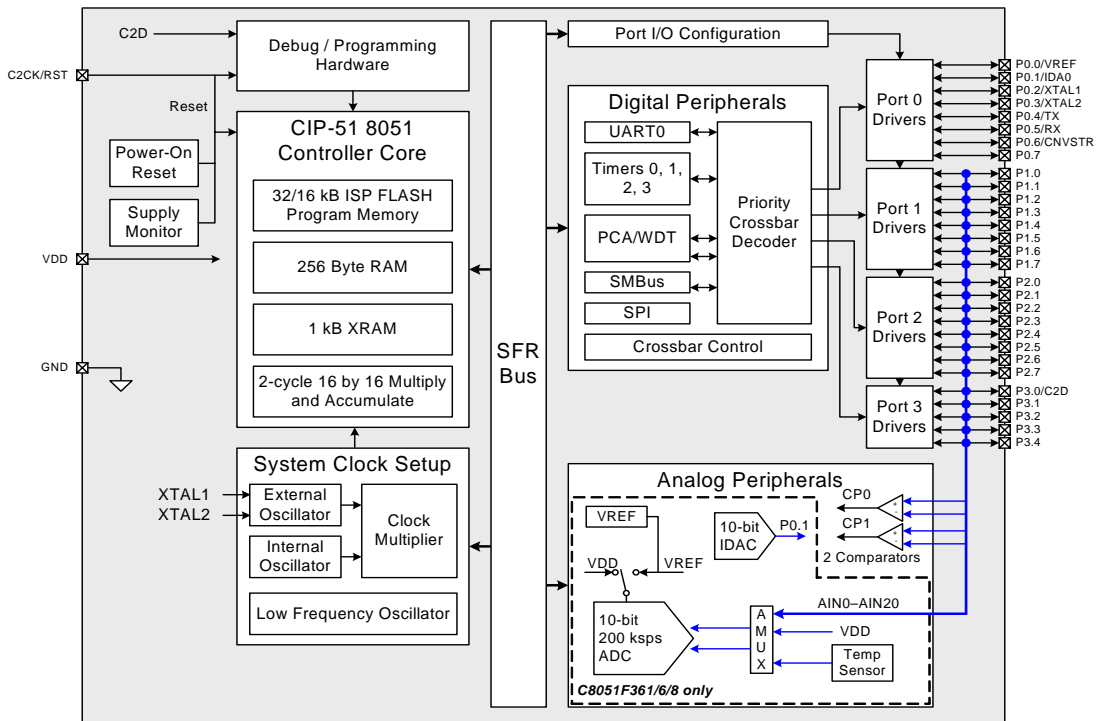 C2D
C2CK/RST
Debug / Programming
Hardware
Reset
Power-On
Reset
Supply
Monitor
VDD
GND
CIP-51 8051
Controller Core
32/16 kB ISP FLASH
Program Memory
256 Byte RAM
1 kB XRAM
2-cycle 16 by 16 Multiply
and Accumulate
System Clock Setup
XTAL1
XTAL2
External
Oscillator
Internal
Oscillator
Clock
Multiplier
Low Frequency Oscillator
SFR
Bus
Port I/O Configuration
Digital Peripherals
UART0
Timers 0, 1,
2, 3
PCA/WDT
SMBus
SPI
Priority
Crossbar
Decoder
Crossbar Control
Port 0
Drivers
Port 1
Drivers
Port 2
Drivers
Port 3
Drivers
P0.0/VREF
P0.1/IDA0
P0.2/XTAL1
P0.3/XTAL2
P0.4/TX
P0.5/RX
P0.6/CNVSTR
P0.7
P1.0
P1.1
P1.2
P1.3
P1.4
P1.5
P1.6
P1.7
P2.0
P2.1
P2.2
P2.3
P2.4
P2.5
P2.6
P2.7
P3.0/C2D
P3.1
P3.2
P3.3
P3.4
Analog Peripherals
VREF
10-bit
IDAC
P0.1
CP0
+
-
CP1
+
-
2 Comparators
VDD
VREF
10-bit
200 ksps
ADC
A
M
U
X
AIN0–AIN20
VDD
Temp
Sensor
C8051F361/6/8 only